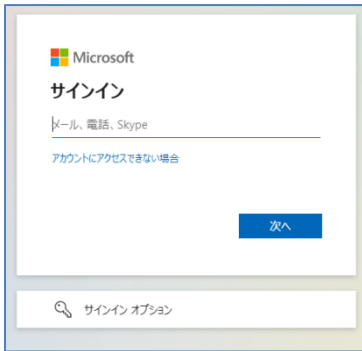 Microsoft
サインイン
メール、電話、Skype
アカウントにアクセスできない場合
次へ
サインイン オプション